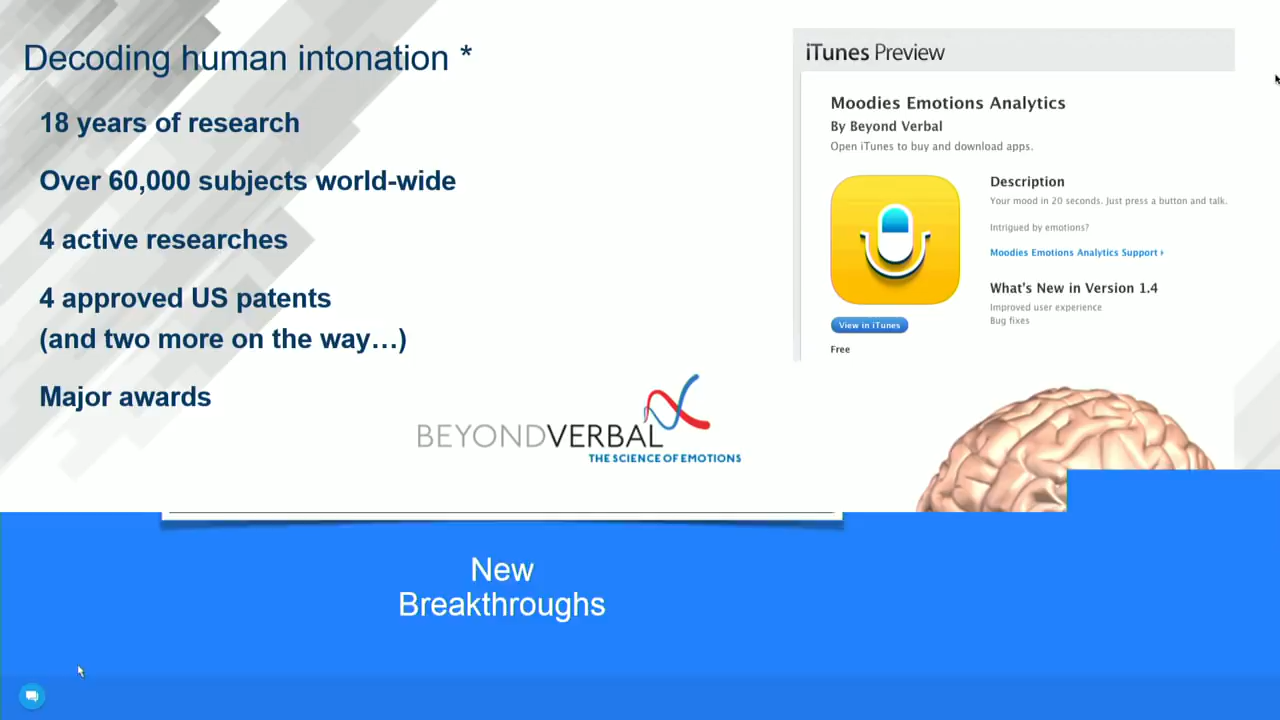 Decoding human intonation *
18 years of research
Over 60,000 subjects world-wide
4 active researches
4 approved US patents
(and two more on the way…)
Major awards
BEYONDVERBAL
THE SCIENCE OF EMOTIONS
iTunes Preview
Moodies Emotions Analytics
By Beyond Verbal
Open iTunes to buy and download apps.
View in iTunes
Free
Description
Your mood in 20 seconds. Just press a button and talk.
Intrigued by emotions?
Moodies Emotions Analytics Support
What's New in Version 1.4
Improved user experience
Bug fixes
New
Breakthroughs